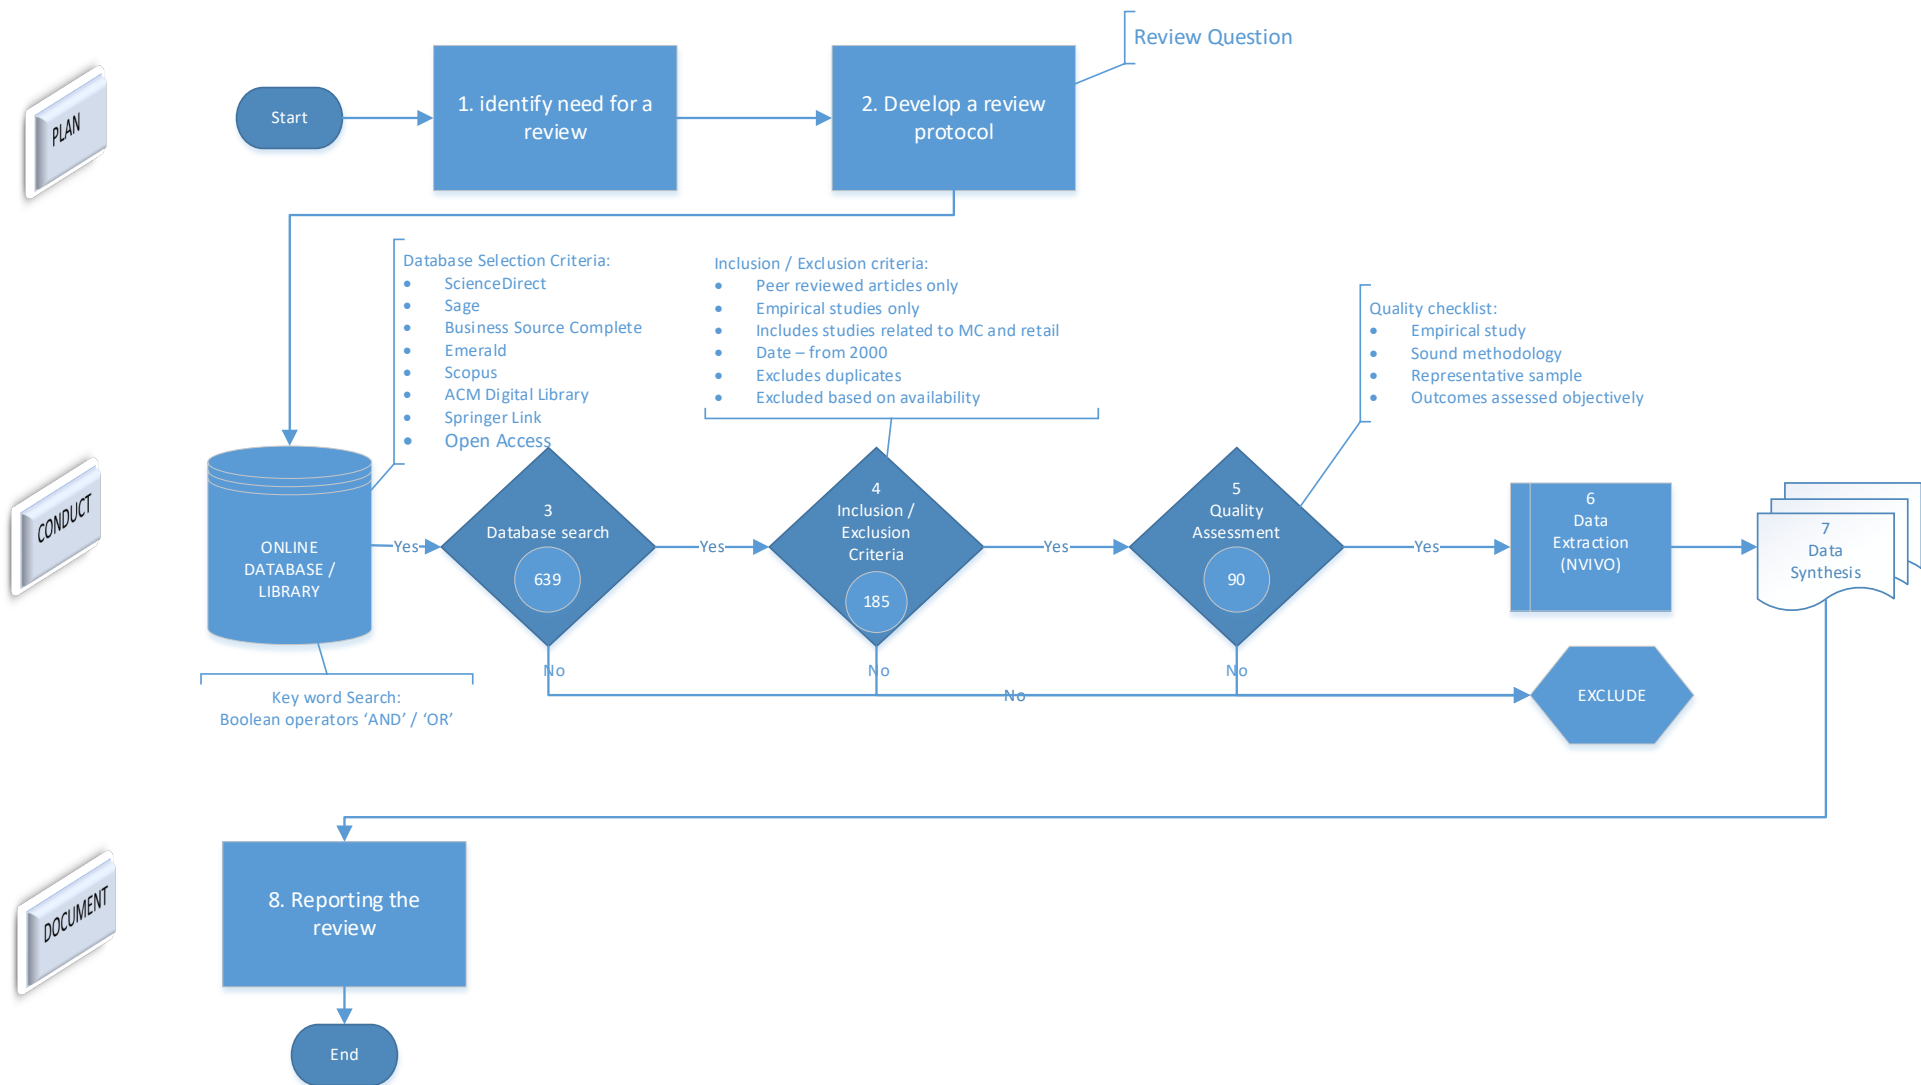 PLAN
Start
1. identify need for a
review
2. Develop a review
protocol
Review Question
CONDUCT
Database Selection Criteria:
• ScienceDirect
• Sage
• Business Source Complete
• Emerald
• Scopus
• ACM Digital Library
• Springer Link
• Open Access
Inclusion / Exclusion criteria:
• Peer reviewed articles only
• Empirical studies only
• Includes studies related to MC and retail
• Date – from 2000
• Excludes duplicates
• Excluded based on availability
Quality checklist:
• Empirical study
• Sound methodology
• Representative sample
• Outcomes assessed objectively
ONLINE
DATABASE /
LIBRARY
Key word Search:
Boolean operators ‘AND’ / ‘OR’
Yes
3
Database search
639
Yes
4
Inclusion /
Exclusion
Criteria
185
Yes
5
Quality
Assessment
90
Yes
6
Data
Extraction
(NVIVO)
7
Data
Synthesis
No
No
No
No
EXCLUDE
DOCUMENT
8. Reporting the
review
End